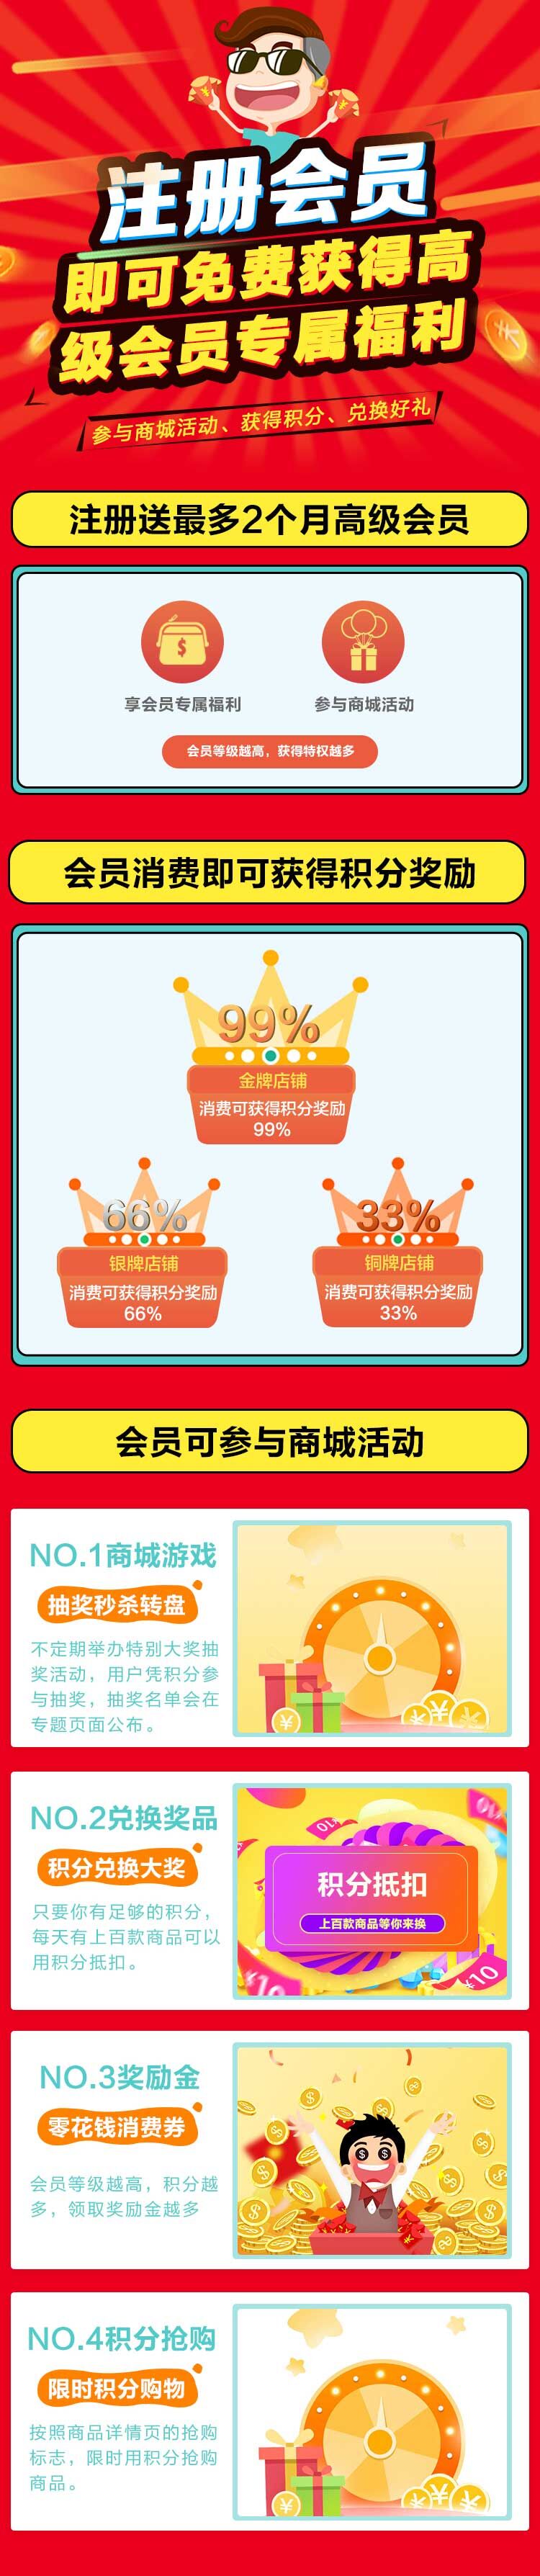 注册会员
即可免费获得高
级会员专属福利
参与商城活动、获得积分、兑换好礼
注册送最多2个月高级会员
享会员专属福利
参与商城活动
会员等级越高，获得特权越多
会员消费即可获得积分奖励
99%
金牌店铺
消费可获得积分奖励
99%
66%
银牌店铺
消费可获得积分奖励
66%
33%
铜牌店铺
消费可获得积分奖励
33%
会员可参与商城活动
NO.1商城游戏
抽奖秒杀转盘
不定期举办特别大奖抽
奖活动，用户凭积分参
与抽奖，抽奖名单会在
专题页面公布。
NO.2兑换奖品
积分兑换大奖
只要你有足够的积分，
每天有上百款商品可以
用积分抵扣。
积分抵扣
上百款商品等你来换
¥10
NO.3奖励金
零花钱消费券
会员等级越高，积分越
多，领取奖励金越多
NO.4积分抢购
限时积分购物
按照商品详情页的抢购
标志，限时用积分抢购
商品。